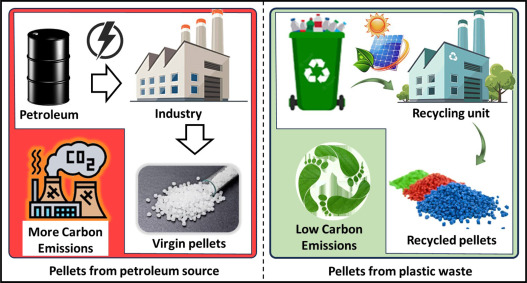 Petroleum
Industry
CO2
More Carbon
Emissions
Virgin pellets
Pellets from petroleum source
Recycling unit
Low Carbon
Emissions
Recycled pellets
Pellets from plastic waste